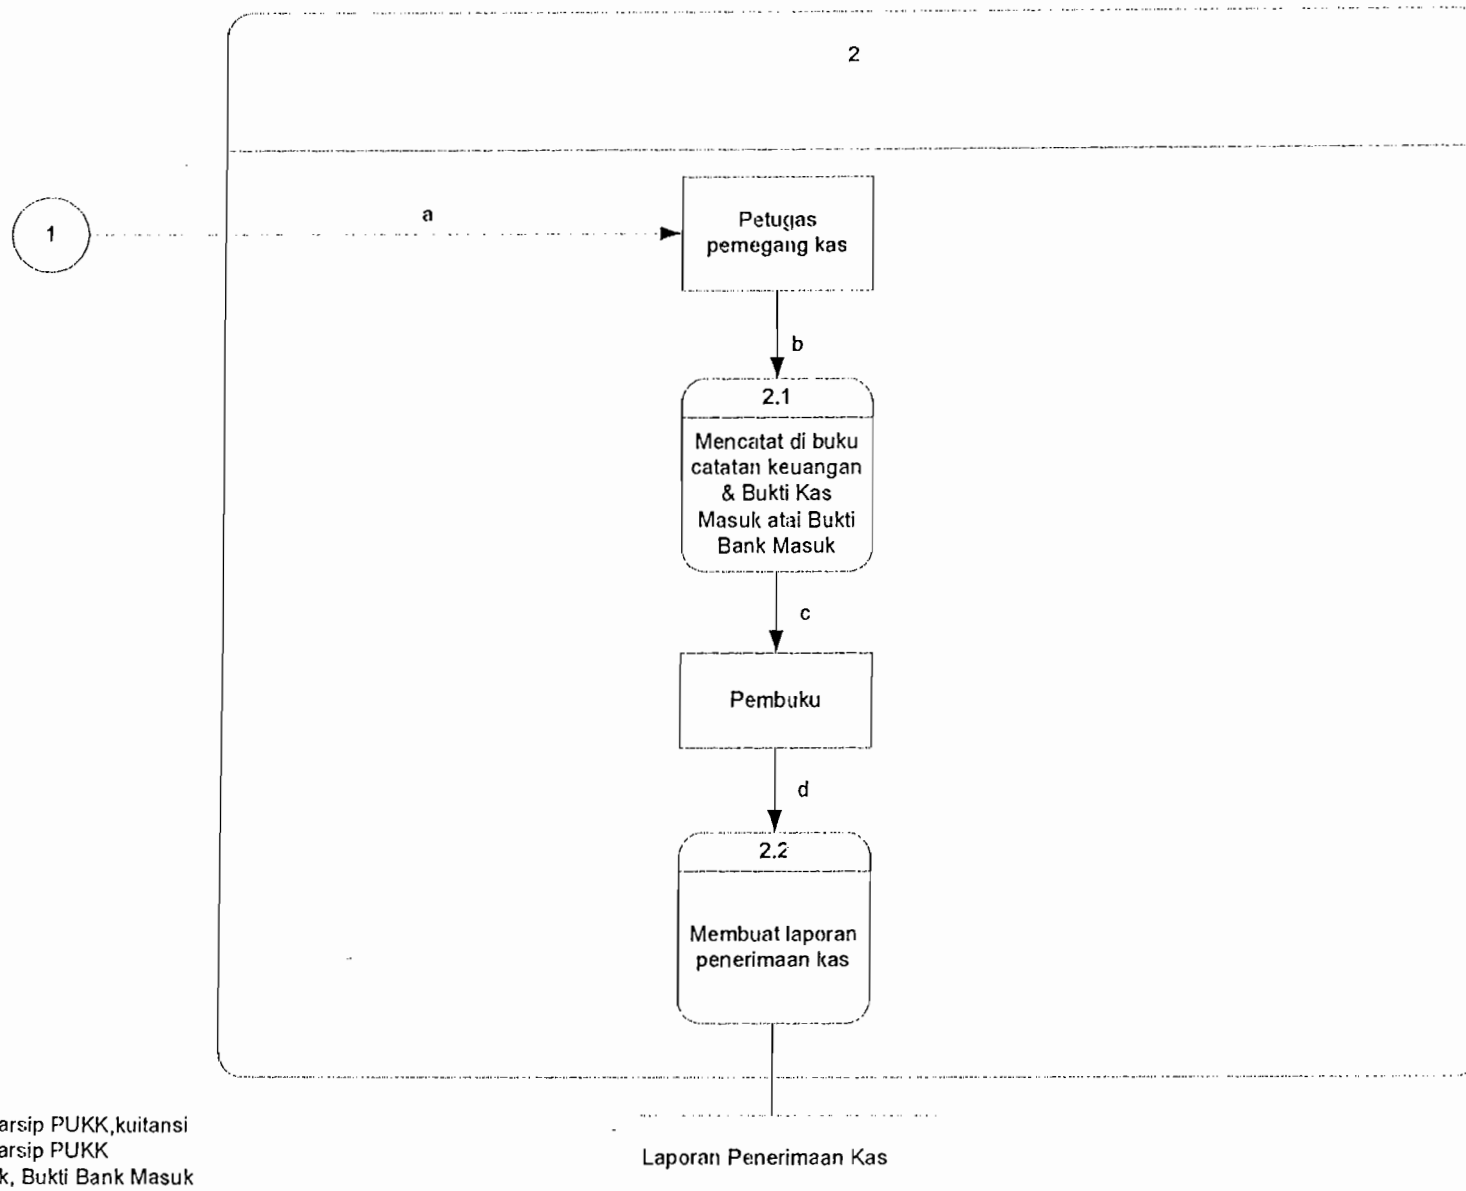 2
1
a
Petugas
pemegang kas
b
2.1
Mencatat di buku
catatan keuangan
& Bukti Kas
Masuk atai Bukti
Bank Masuk
c
Pembuku
d
2.2
Membuat laporan
penerimaan kas
Laporan Penerimaan Kas
arsip PUKK,kuitansi
arsip PUKK
k, Bukti Bank Masuk